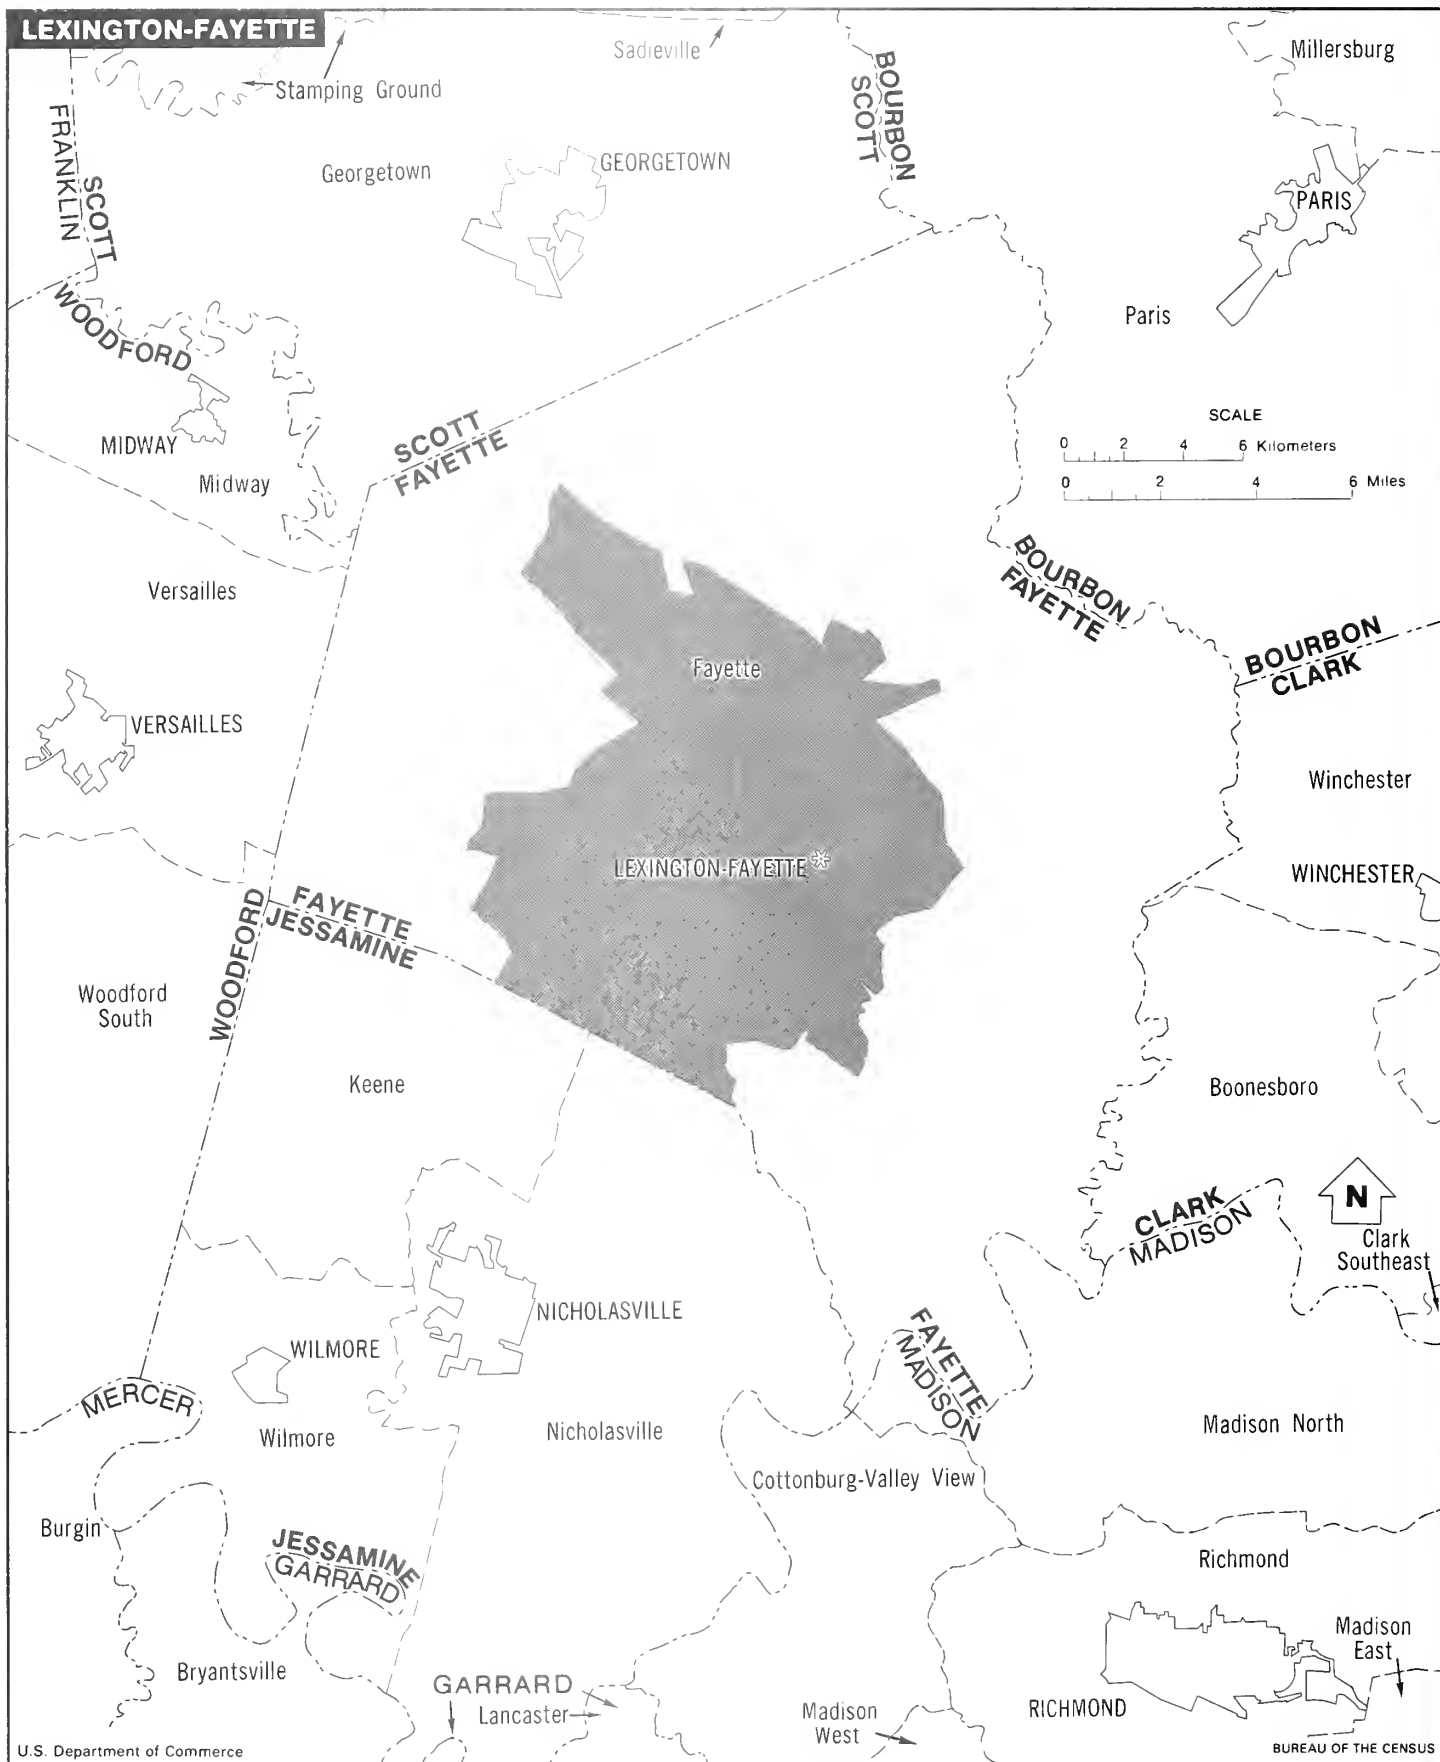 LEXINGTON-FAYETTE
Sadieville
Millersburg
Stamping Ground
BOURBON
SCOTT
FRANKLIN
SCOTT
Georgetown
GEORGETOWN
PARIS
WOODFORD
Paris
SCALE
0 2 4 6 Kilometers
0 2 4 6 Miles
MIDWAY
Midway
SCOTT
FAYETTE
BOURBON
FAYETTE
Versailles
BOURBON
CLARK
Fayette
VERSAILLES
Winchester
LEXINGTON-FAYETTE*
WINCHESTER
FAYETTE
JESSAMINE
WOODFORD
Woodford
South
Keene
Boonesboro
N
CLARK
MADISON
Clark
Southeast
NICHOLASVILLE
WILMORE
FAYETTE
MADISON
MERCER
Wilmore
Nicholasville
Madison North
Cottonburg-Valley View
Burgin
JESSAMINE
GARRARD
Richmond
Madison
East
Bryantsville
GARRARD
Lancaster
Madison
West
RICHMOND
U.S. Department of Commerce
BUREAU OF THE CENSUS